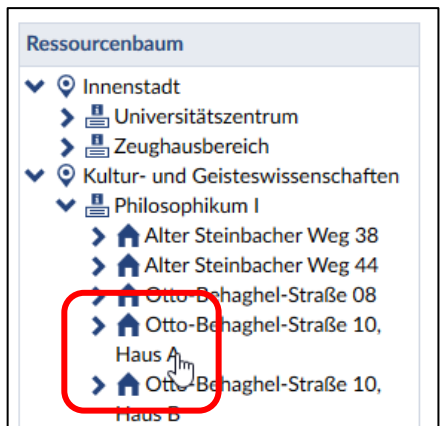 Ressourcenbaum
Innenstadt
Universitätszentrum
Zeughausbereich
Kultur- und Geisteswissenschaften
Philosophikum I
Alter Steinbacher Weg 38
Alter Steinbacher Weg 44
Otto-Behaghel-Straße 08
Otto-Behaghel-Straße 10,
Haus A
Otto-Behaghel-Straße 10,
Haus B